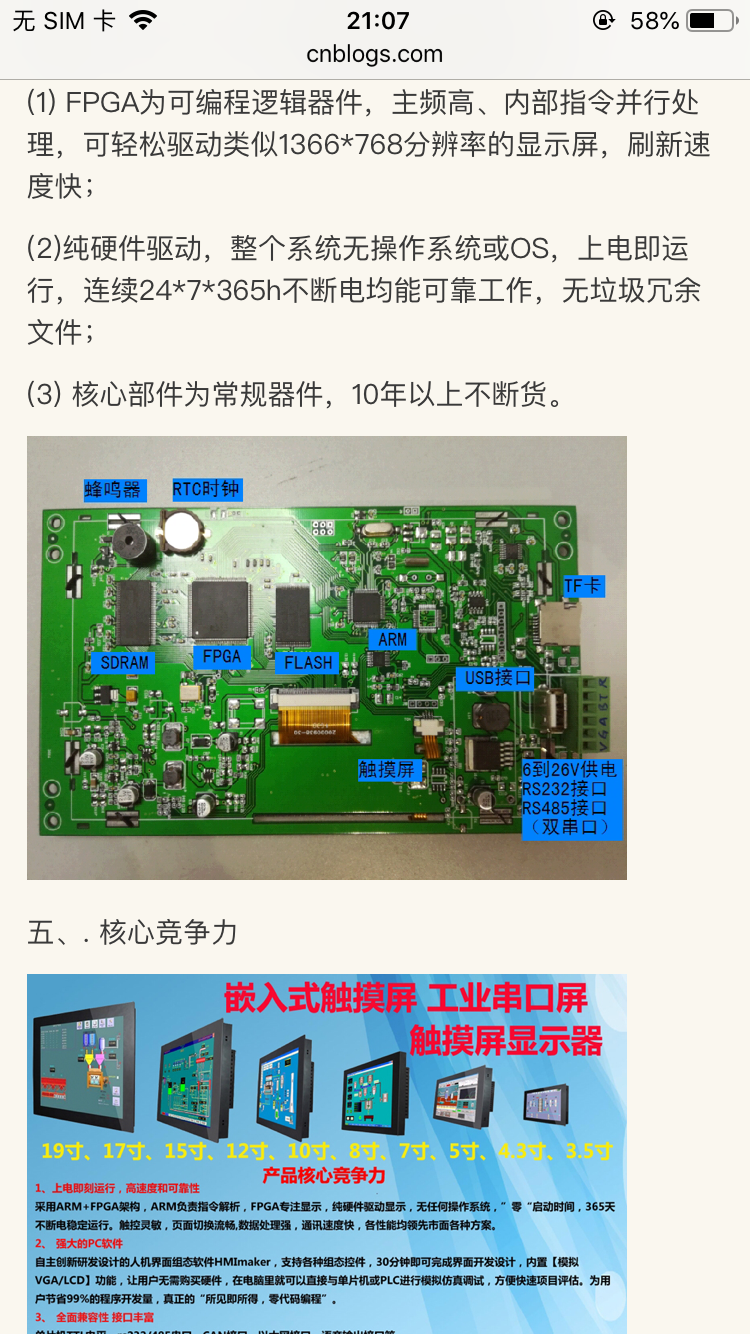 无 SIM 卡 21:07 58%
cnblogs.com
(1) FPGA为可编程逻辑器件，主频高、内部指令并行处
理，可轻松驱动类似1366*768分辨率的显示屏，刷新速
度快；
(2)纯硬件驱动，整个系统无操作系统或OS，上电即运
行，连续24*7*365h不断电均能可靠工作，无垃圾冗余
文件；
(3) 核心部件为常规器件，10年以上不断货。
蜂鸣器 RTC时钟
TF卡
ARM
SDRAM FPGA FLASH
USB接口
VGABTR
触摸屏
6到26V供电
RS232接口
RS485接口
（双串口）
五、. 核心竞争力
嵌入式触摸屏 工业串口屏
触摸屏显示器
19寸、17寸、15寸、12寸、10寸、8寸、7寸、5寸、4.3寸、3.5寸
产品核心竞争力
1、上电即刻运行，高速度和可靠性
采用ARM+FPGA架构，ARM负责指令解析，FPGA专注显示，纯硬件驱动显示，无任何操作系统，”零“启动时间，365天
不断电稳定运行。触控灵敏，页面切换流畅,数据处理强，通讯速度快，各性能均领先市面各种方案。
2、 强大的PC软件
自主创新研发设计的人机界面组态软件HMImaker，支持各种组态控件，30分钟即可完成界面开发设计，内置【模拟
VGA/LCD】功能，让用户无需购买硬件，在电脑里就可以直接与单片机或PLC进行模拟仿真调试，方便快速项目评估。为用
户节省99%的程序开发量，真正的“所见即所得，零代码编程”。
3、 全面兼容性 接口丰富